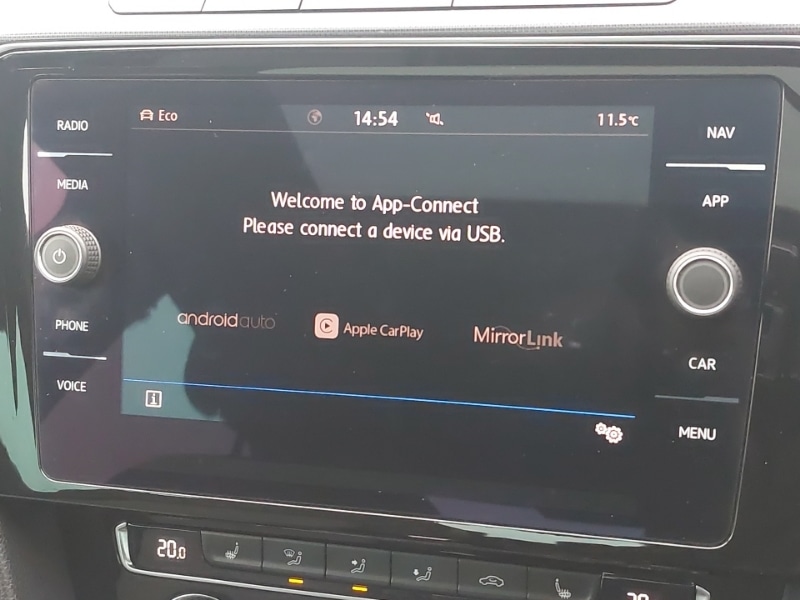 Eco 14:54 11.5°C
RADIO
MEDIA
PHONE
VOICE
Welcome to App-Connect
Please connect a device via USB.
androidauto
Apple CarPlay
MirrorLink
i
NAV
APP
CAR
MENU
20.0